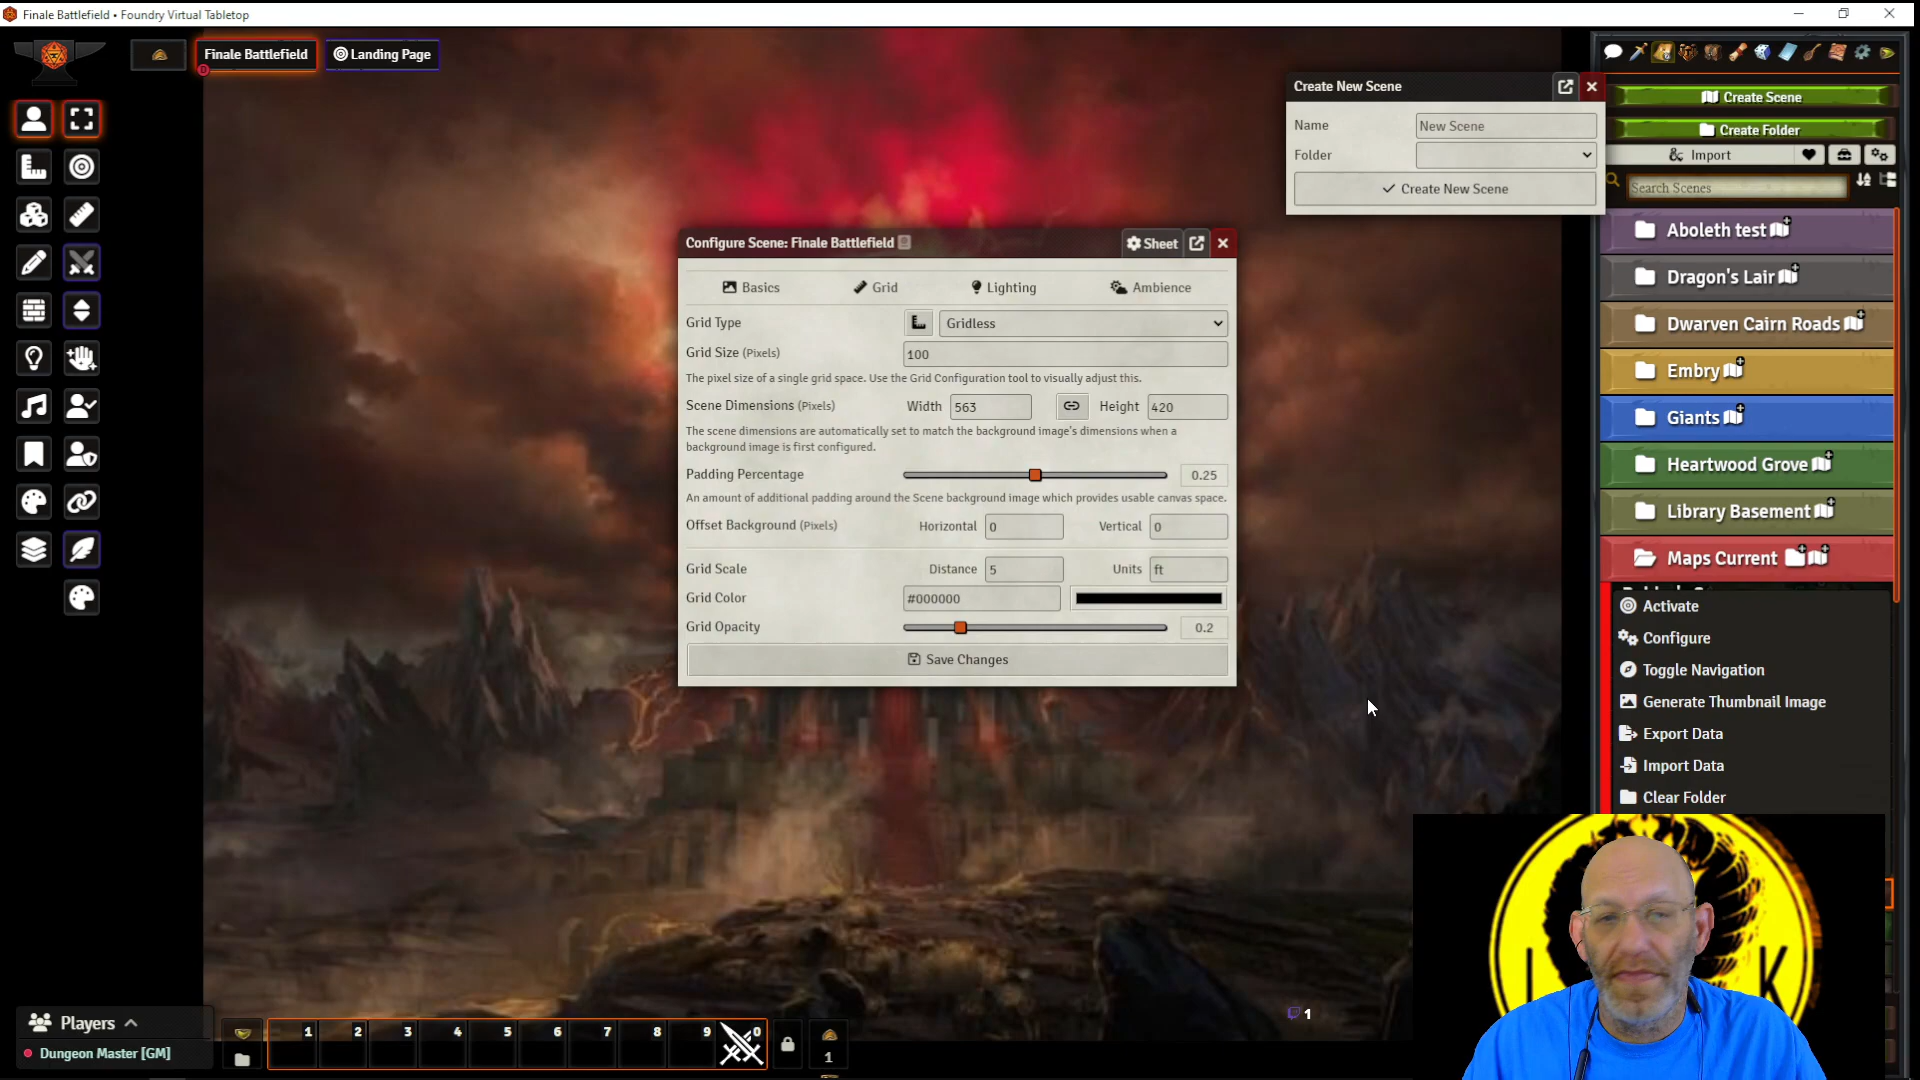 Finale Battlefield • Foundry Virtual Tabletop
Finale Battlefield
Landing Page
Create New Scene
Name
New Scene
Folder
Create New Scene
Create Scene
Create Folder
Import
Search Scenes
Aboleth test
Dragon's Lair
Dwarven Cairn Roads
Embry
Giants
Heartwood Grove
Library Basement
Maps Current
Activate
Configure
Toggle Navigation
Generate Thumbnail Image
Export Data
Import Data
Clear Folder
Configure Scene: Finale Battlefield
Sheet
Basics
Grid
Lighting
Ambience
Grid Type
Gridless
Grid Size (Pixels)
100
The pixel size of a single grid space. Use the Grid Configuration tool to visually adjust this.
Scene Dimensions (Pixels) Width 563 Height 420
The scene dimensions are automatically set to match the background image's dimensions when a
background image is first configured.
Padding Percentage
0.25
An amount of additional padding around the Scene background image which provides usable canvas space.
Offset Background (Pixels) Horizontal 0 Vertical 0
Grid Scale Distance 5 Units ft
Grid Color #000000
Grid Opacity 0.2
Save Changes
Players
Dungeon Master [GM]
1 2 3 4 5 6 7 8 9 0
1
1
L K